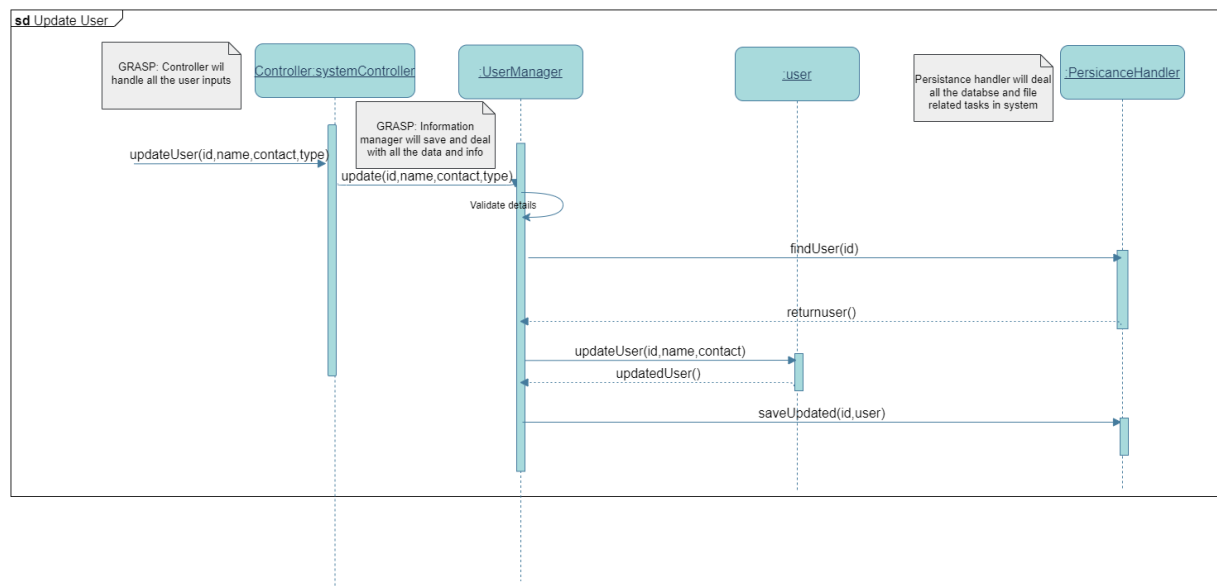 sd Update User
GRASP: Controller wil
handle all the user inputs
Controller:systemController
:UserManager
:user
Persistance handler will deal
all the databse and file
related tasks in system
:PersicanceHandler
GRASP: Information
manager will save and deal
with all the data and info
updateUser(id,name,contact,type)
update(id,name,contact,type)
Validate details
findUser(id)
returnuser()
updateUser(id,name,contact)
updatedUser()
saveUpdated(id,user)